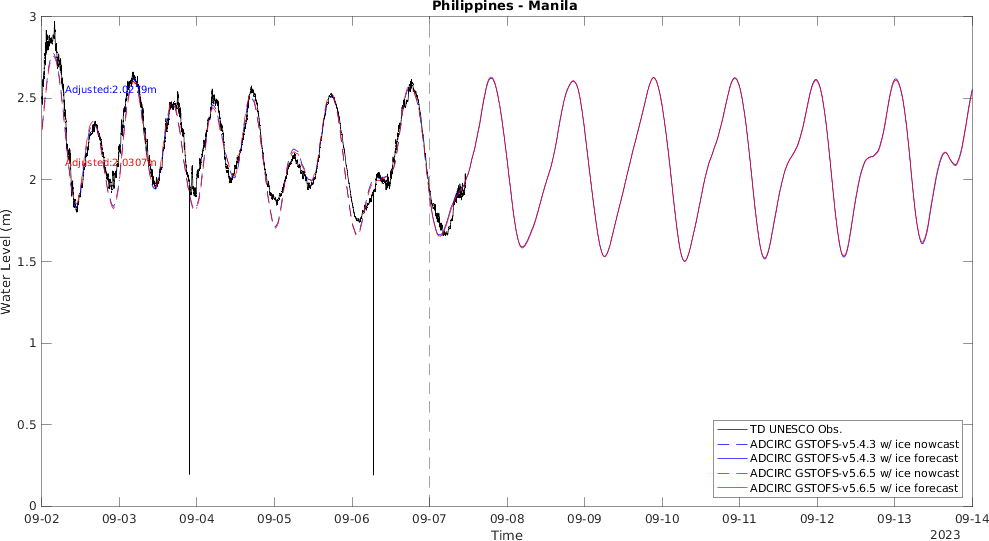 Philippines - Manila
3
2.5
2
1.5
1
0.5
0
Water Level (m)
Adjusted:2.0279m
Adjusted:2.0307m
TD UNESCO Obs.
ADCIRC GSTOFS-v5.4.3 w/ ice nowcast
ADCIRC GSTOFS-v5.4.3 w/ ice forecast
ADCIRC GSTOFS-v5.6.5 w/ ice nowcast
ADCIRC GSTOFS-v5.6.5 w/ ice forecast
09-02 09-03 09-04 09-05 09-06 09-07 09-08 09-09 09-10 09-11 09-12 09-13 09-14
Time
2023